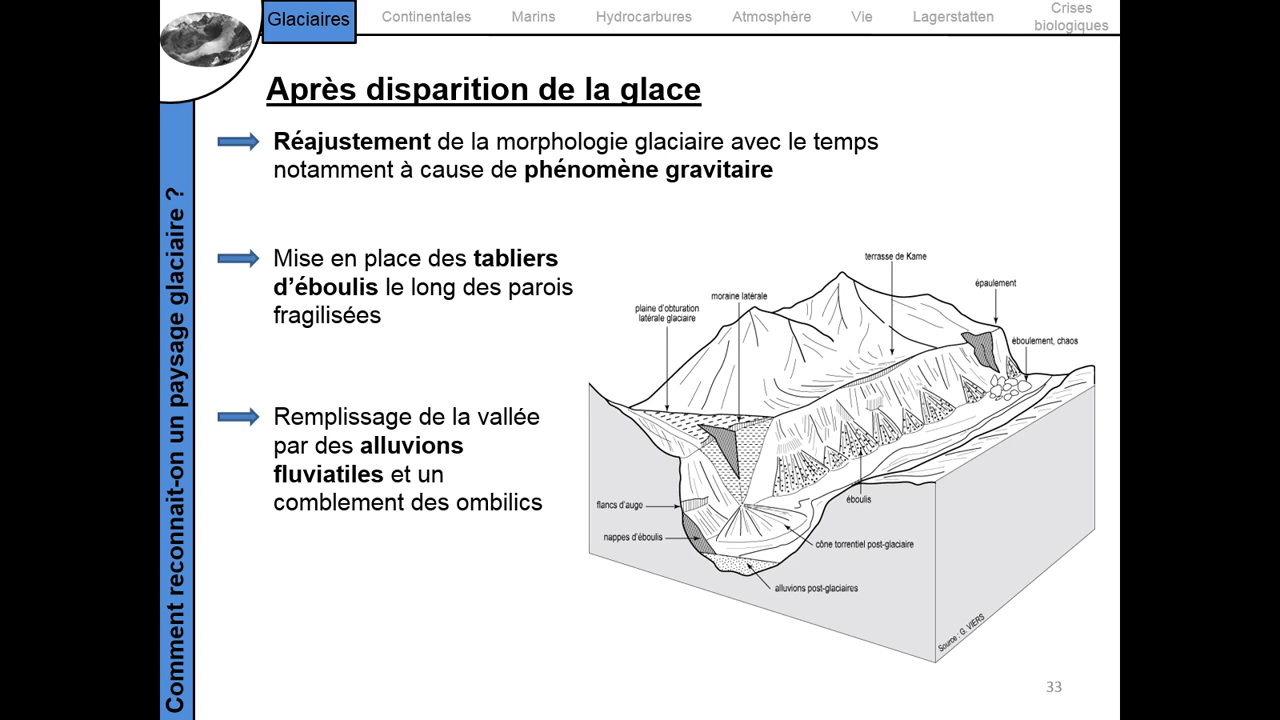 Glaciaires
Continentales
Marins
Hydrocarbures
Atmosphère
Vie
Lagerstatten
Crises
biologiques
Comment reconnait-on un paysage glaciaire ?
Après disparition de la glace
Réajustement de la morphologie glaciaire avec le temps
notamment à cause de phénomène gravitaire
Mise en place des tabliers
d'éboulis le long des parois
fragilisées
Remplissage de la vallée
par des alluvions
fluviatiles et un
comblement des ombilics
terrasse de Kame
épaulement
moraine latérale
plaine d'obturation
latérale glaciaire
éboulement, chaos
flancs d'auge
éboulis
nappes d'éboulis
cône torrentiel post-glaciaire
alluvions post-glaciaires
Source : G. VIERS
33